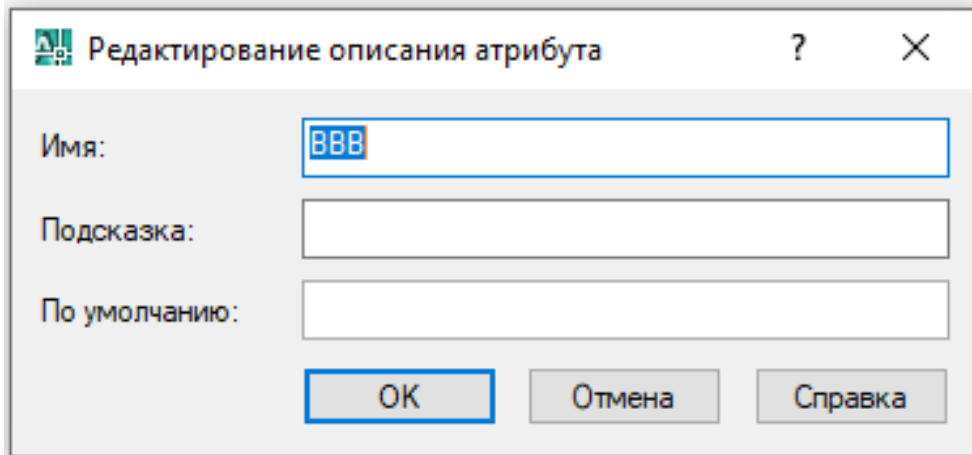 Редактирование описания атрибута ? ×
Имя: BBB
Подсказка:
По умолчанию:
OK Отмена Справка